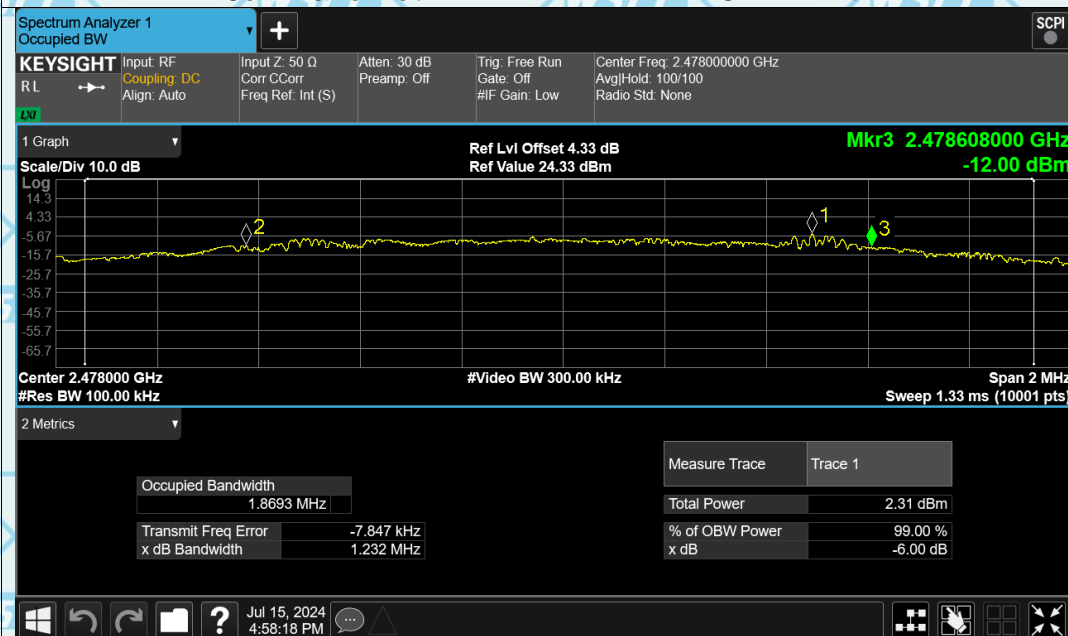 Spectrum Analyzer 1
Occupied BW
+
SCPI
KEYSIGHT
R L
LXI
Input: RF
Coupling: DC
Align: Auto
Input Z: 50 Ω
Corr CCorr
Freq Ref: Int (S)
Atten: 30 dB
Preamp: Off
Trig: Free Run
Gate: Off
#IF Gain: Low
Center Freq: 2.478000000 GHz
Avg|Hold: 100/100
Radio Std: None
1 Graph
Scale/Div 10.0 dB
Ref Lvl Offset 4.33 dB
Ref Value 24.33 dBm
Mkr3 2.478608000 GHz
-12.00 dBm
Log
14.3
4.33
-5.67
-15.7
-25.7
-35.7
-45.7
-55.7
-65.7
2
1
3
Center 2.478000 GHz
#Res BW 100.00 kHz
#Video BW 300.00 kHz
Span 2 MHz
Sweep 1.33 ms (10001 pts)
2 Metrics
Occupied Bandwidth
1.8693 MHz
Transmit Freq Error -7.847 kHz
x dB Bandwidth 1.232 MHz
Measure Trace Trace 1
Total Power 2.31 dBm
% of OBW Power 99.00 %
x dB -6.00 dB
?
Jul 15, 2024
4:58:18 PM